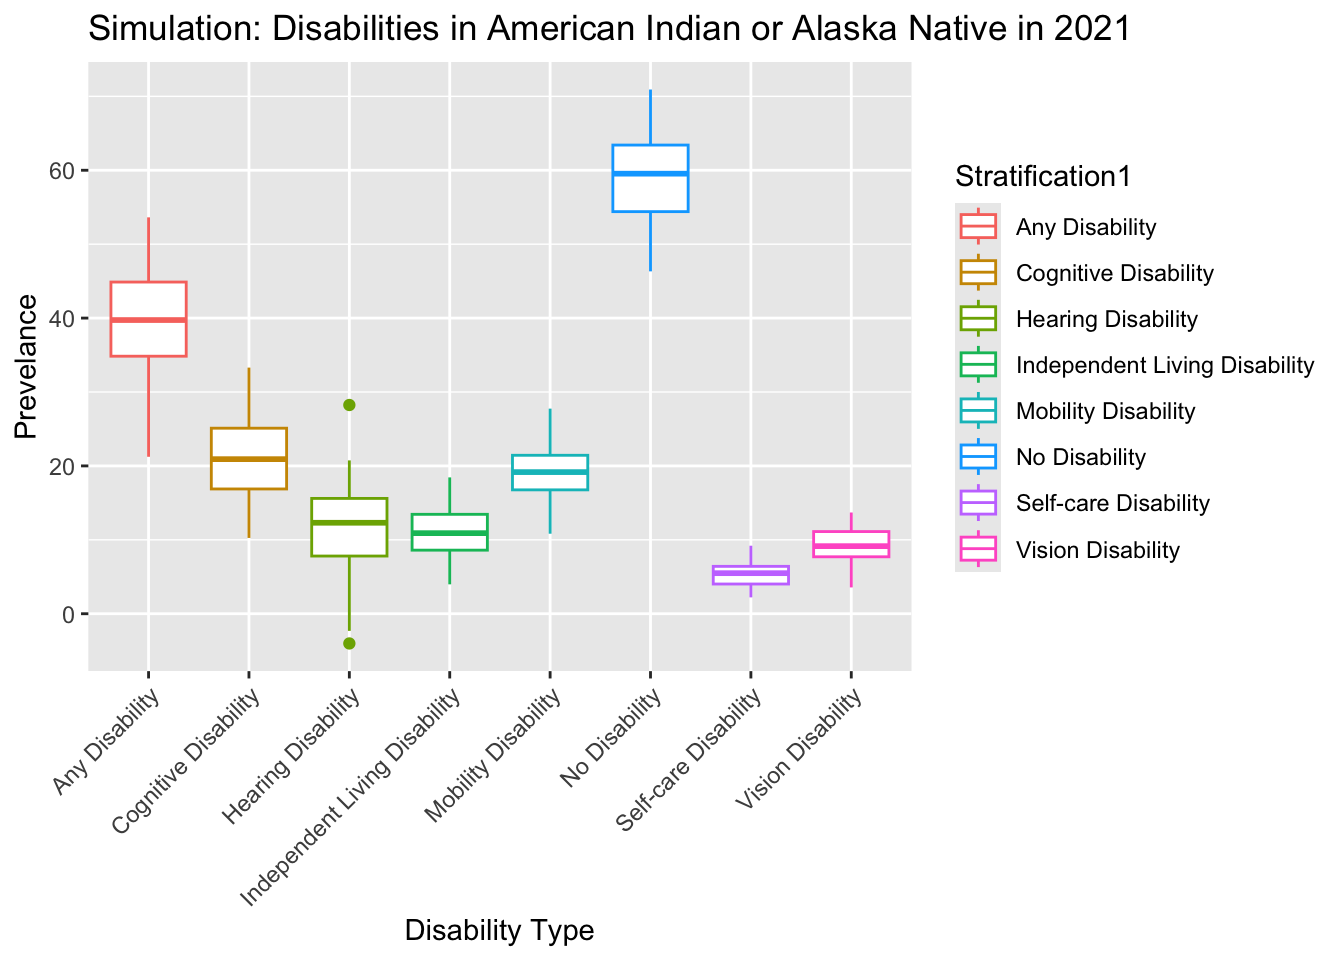 Simulation: Disabilities in American Indian or Alaska Native in 2021
Prevelance
60
40
20
0
Any Disability
Cognitive Disability
Hearing Disability
Independent Living Disability
Mobility Disability
No Disability
Self-care Disability
Vision Disability
Disability Type
Stratification1
Any Disability
Cognitive Disability
Hearing Disability
Independent Living Disability
Mobility Disability
No Disability
Self-care Disability
Vision Disability